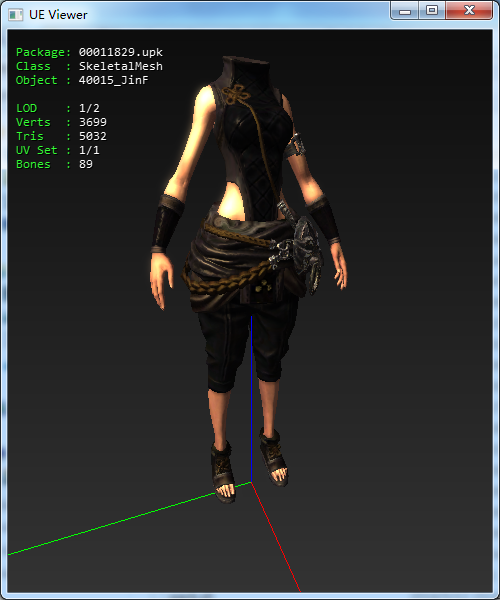 UE Viewer
Package: 00011829.upk
Class  : SkeletalMesh
Object : 40015_JinF
LOD    : 1/2
Verts  : 3699
Tris   : 5032
UV Set : 1/1
Bones  : 89